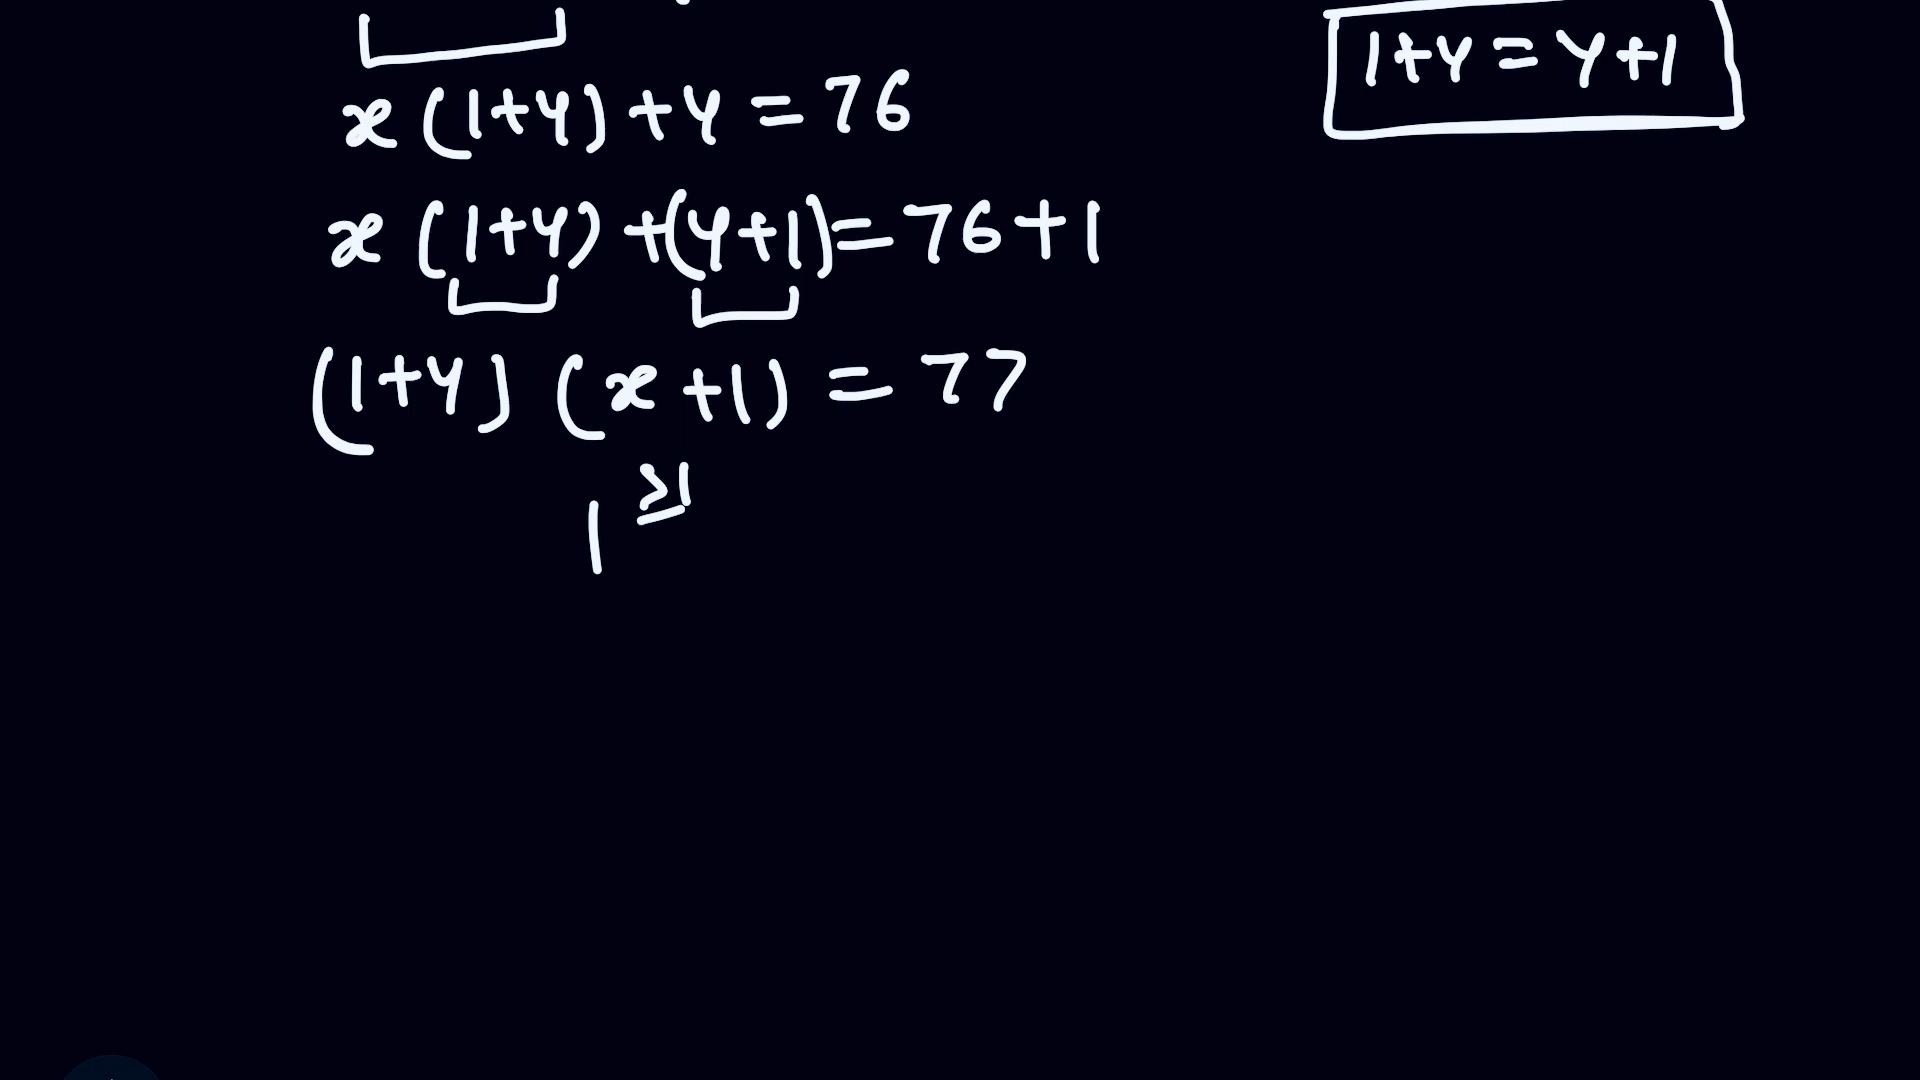 x(1+y)+y=76
1+y=y+1
x(1+y)+(y+1)=76+1
(1+y)(x+1)=77
≥1
1